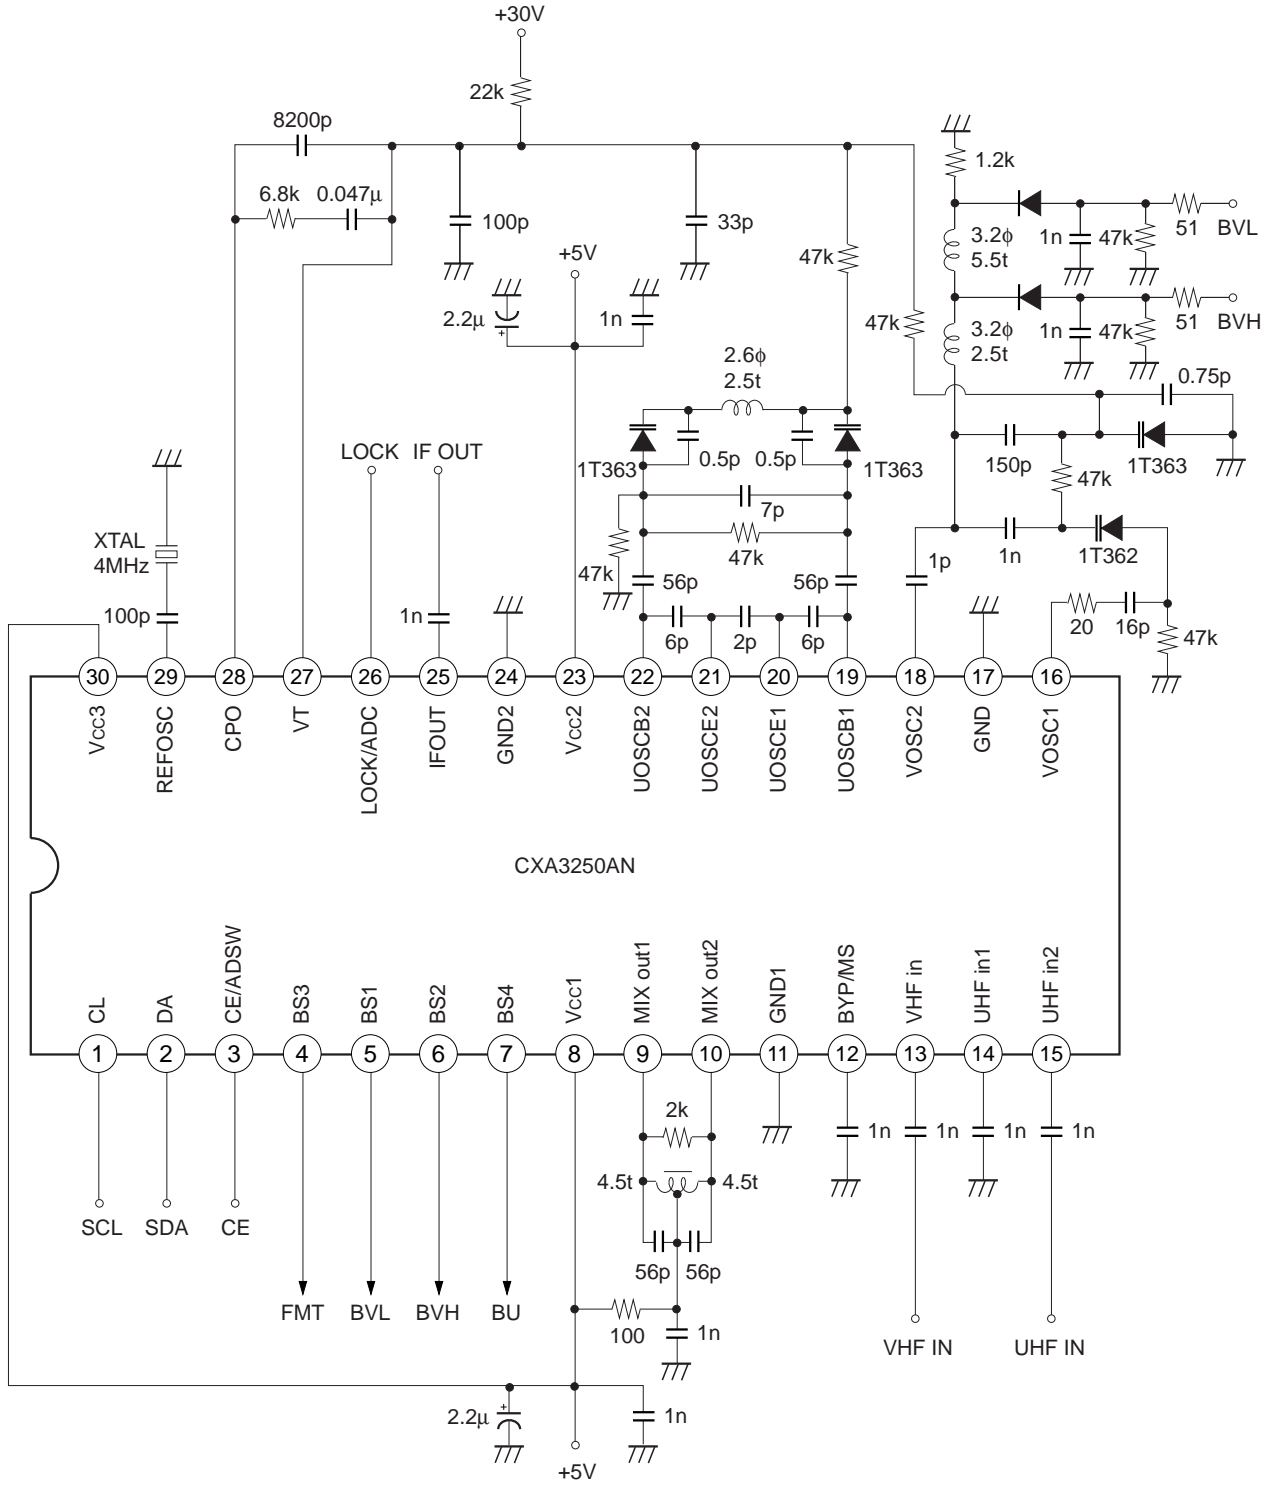 +30V
22k
8200p
6.8k
0.047µ
100p
33p
1.2k
51
BVL
3.2ϕ
5.5t
1n
47k
+5V
47k
2.2µ
1n
47k
3.2ϕ
2.5t
1n
47k
51
BVH
2.6ϕ
2.5t
0.75p
LOCK
IF OUT
1T363
0.5p
0.5p
1T363
150p
1T363
47k
7p
47k
XTAL
4MHz
47k
56p
56p
1p
1n
1T362
100p
1n
6p
2p
6p
20
16p
47k
30
29
28
27
26
25
24
23
22
21
20
19
18
17
16
Vcc3
REFOSC
CPO
VT
LOCK/ADC
IFOUT
GND2
Vcc2
UOSCB2
UOSCE2
UOSCE1
UOSCB1
VOSC2
GND
VOSC1
CXA3250AN
CL
DA
CE/ADSW
BS3
BS1
BS2
BS4
Vcc1
MIX out1
MIX out2
GND1
BYP/MS
VHF in
UHF in1
UHF in2
1
2
3
4
5
6
7
8
9
10
11
12
13
14
15
2k
1n
1n
1n
1n
4.5t
4.5t
SCL
SDA
CE
56p
56p
FMT
BVL
BVH
BU
100
1n
VHF IN
UHF IN
2.2µ
1n
+5V